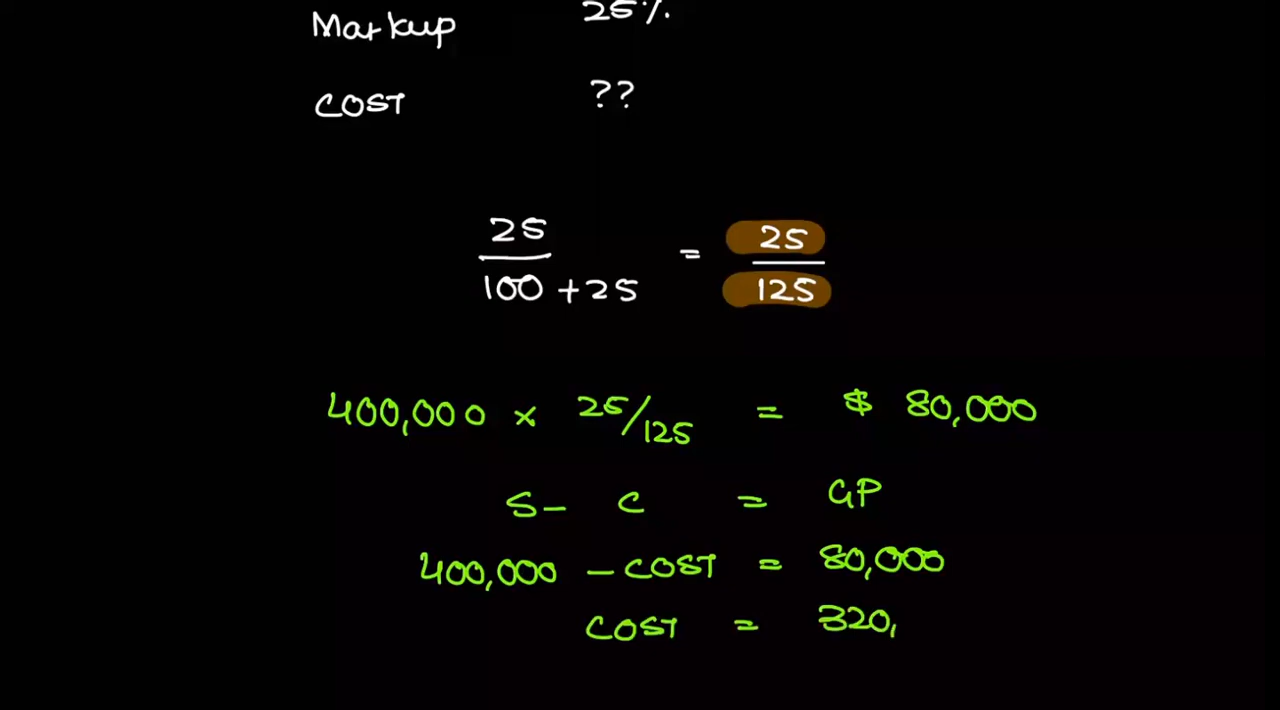 Markup 25%
COST ??
25 / 100 + 25 = 25 / 125
400,000 × 25/125 = $ 80,000
S - C = GP
400,000 - COST = 80,000
COST = 320,